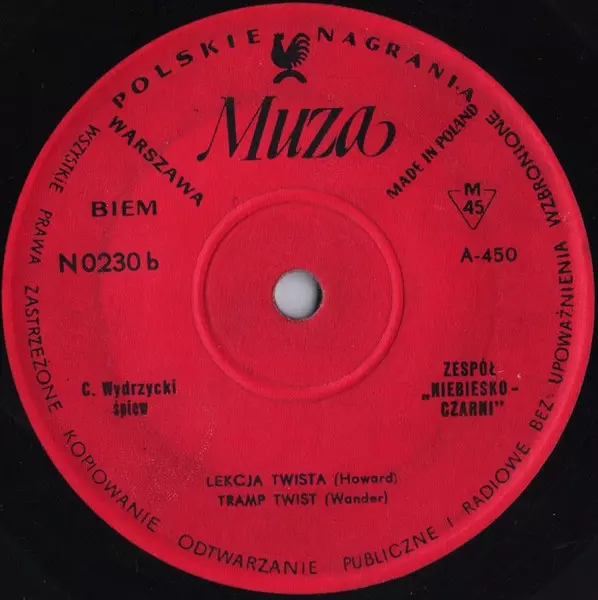 POLSKIE NAGRANIA
Muza
WARSZAWA
MADE IN POLAND
BIEM
M
45
N0230 b
A-450
C. Wydrzycki
śpiew
ZESPÓŁ
„NIEBIESKO-
CZARNI”
LEKCJA TWISTA (Howard)
TRAMP TWIST (Wander)
WSZYSTKIE PRAWA ZASTRZEŻONE KOPIOWANIE ODTWARZANIE PUBLICZNE I RADIOWE BEZ UPOWAŻNIENIA WZBRONIONE